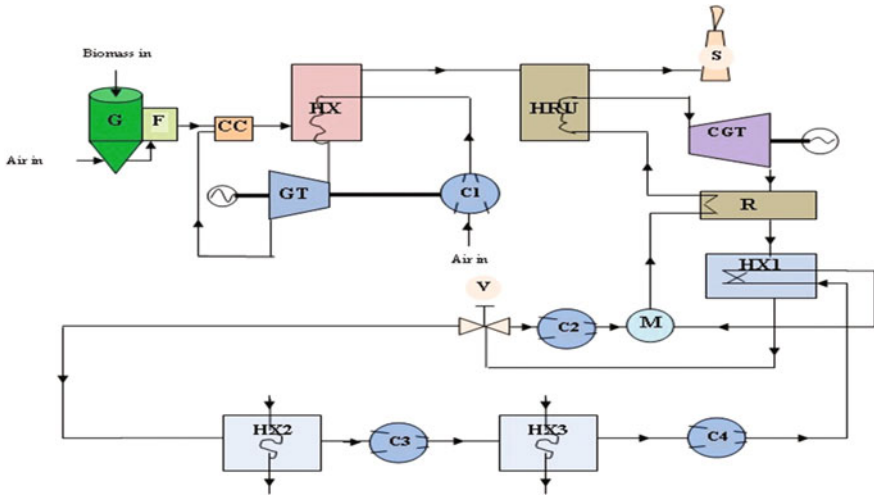 Biomass in
G
F
Air in
CC
HX
GT
C1
Air in
HRU
S
CGT
R
HX1
V
C2
M
HX2
C3
HX3
C4